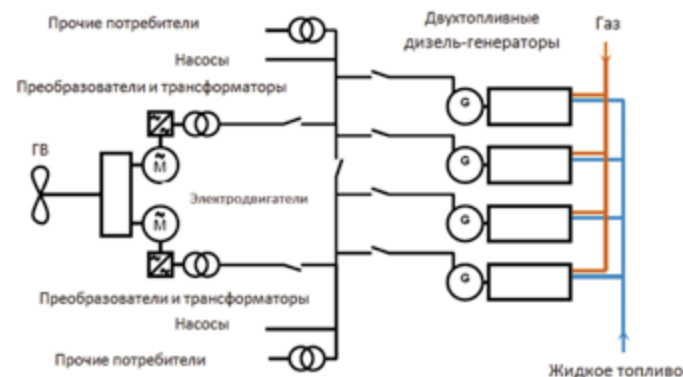 Прочие потребители
Двухтопливные
дизель-генераторы
Газ
Насосы
Преобразователи и трансформаторы
G
ГВ
M
G
Электродвигатели
M
G
G
Преобразователи и трансформаторы
Насосы
Прочие потребители
Жидкое топливо